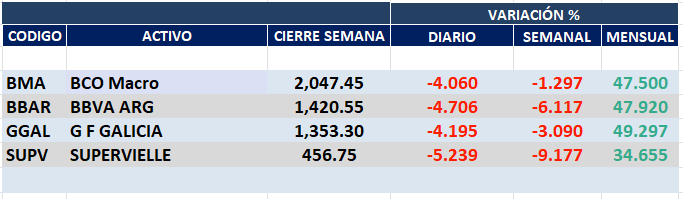 VARIACIÓN %
CODIGO ACTIVO CIERRE SEMANA DIARIO SEMANAL MENSUAL
BMA BCO Macro 2,047.45 -4.060 -1.297 47.500
BBAR BBVA ARG 1,420.55 -4.706 -6.117 47.920
GGAL G F GALICIA 1,353.30 -4.195 -3.090 49.297
SUPV SUPERVIELLE 456.75 -5.239 -9.177 34.655